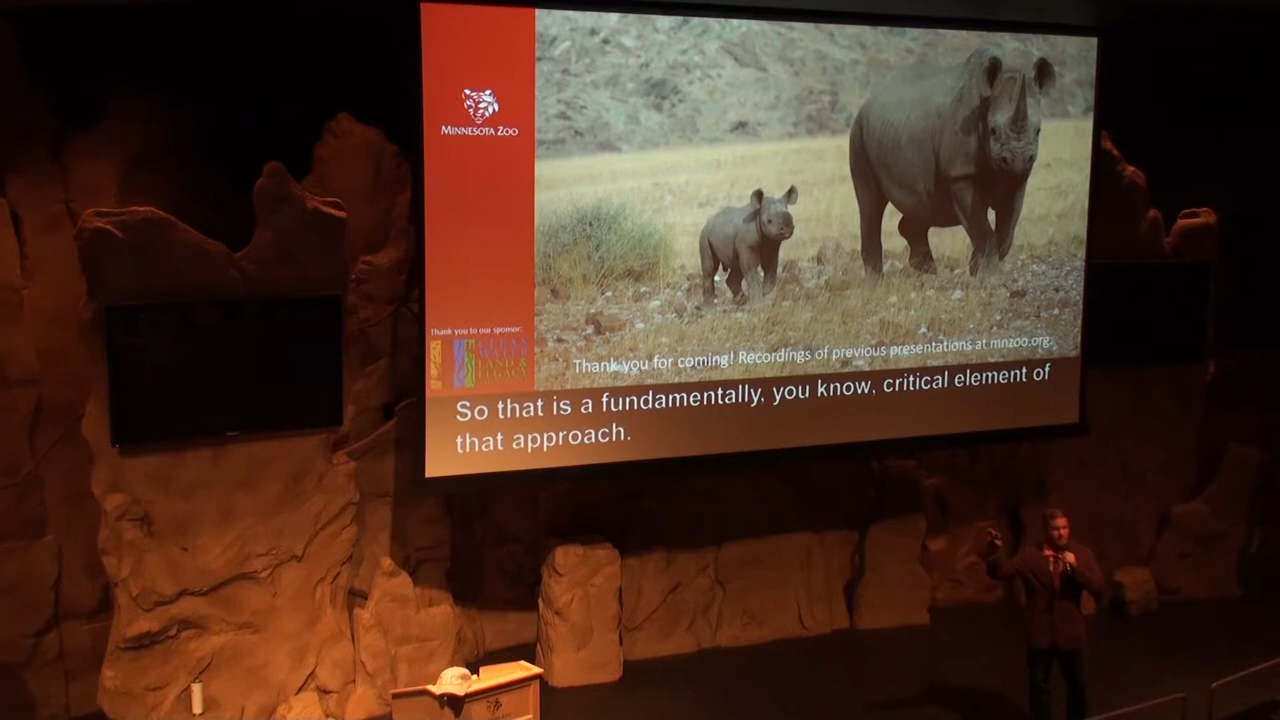 MINNESOTA ZOO
Thank you to our sponsor:
Thank you for coming! Recordings of previous presentations at mnzoo.org.
So that is a fundamentally, you know, critical element of
that approach.